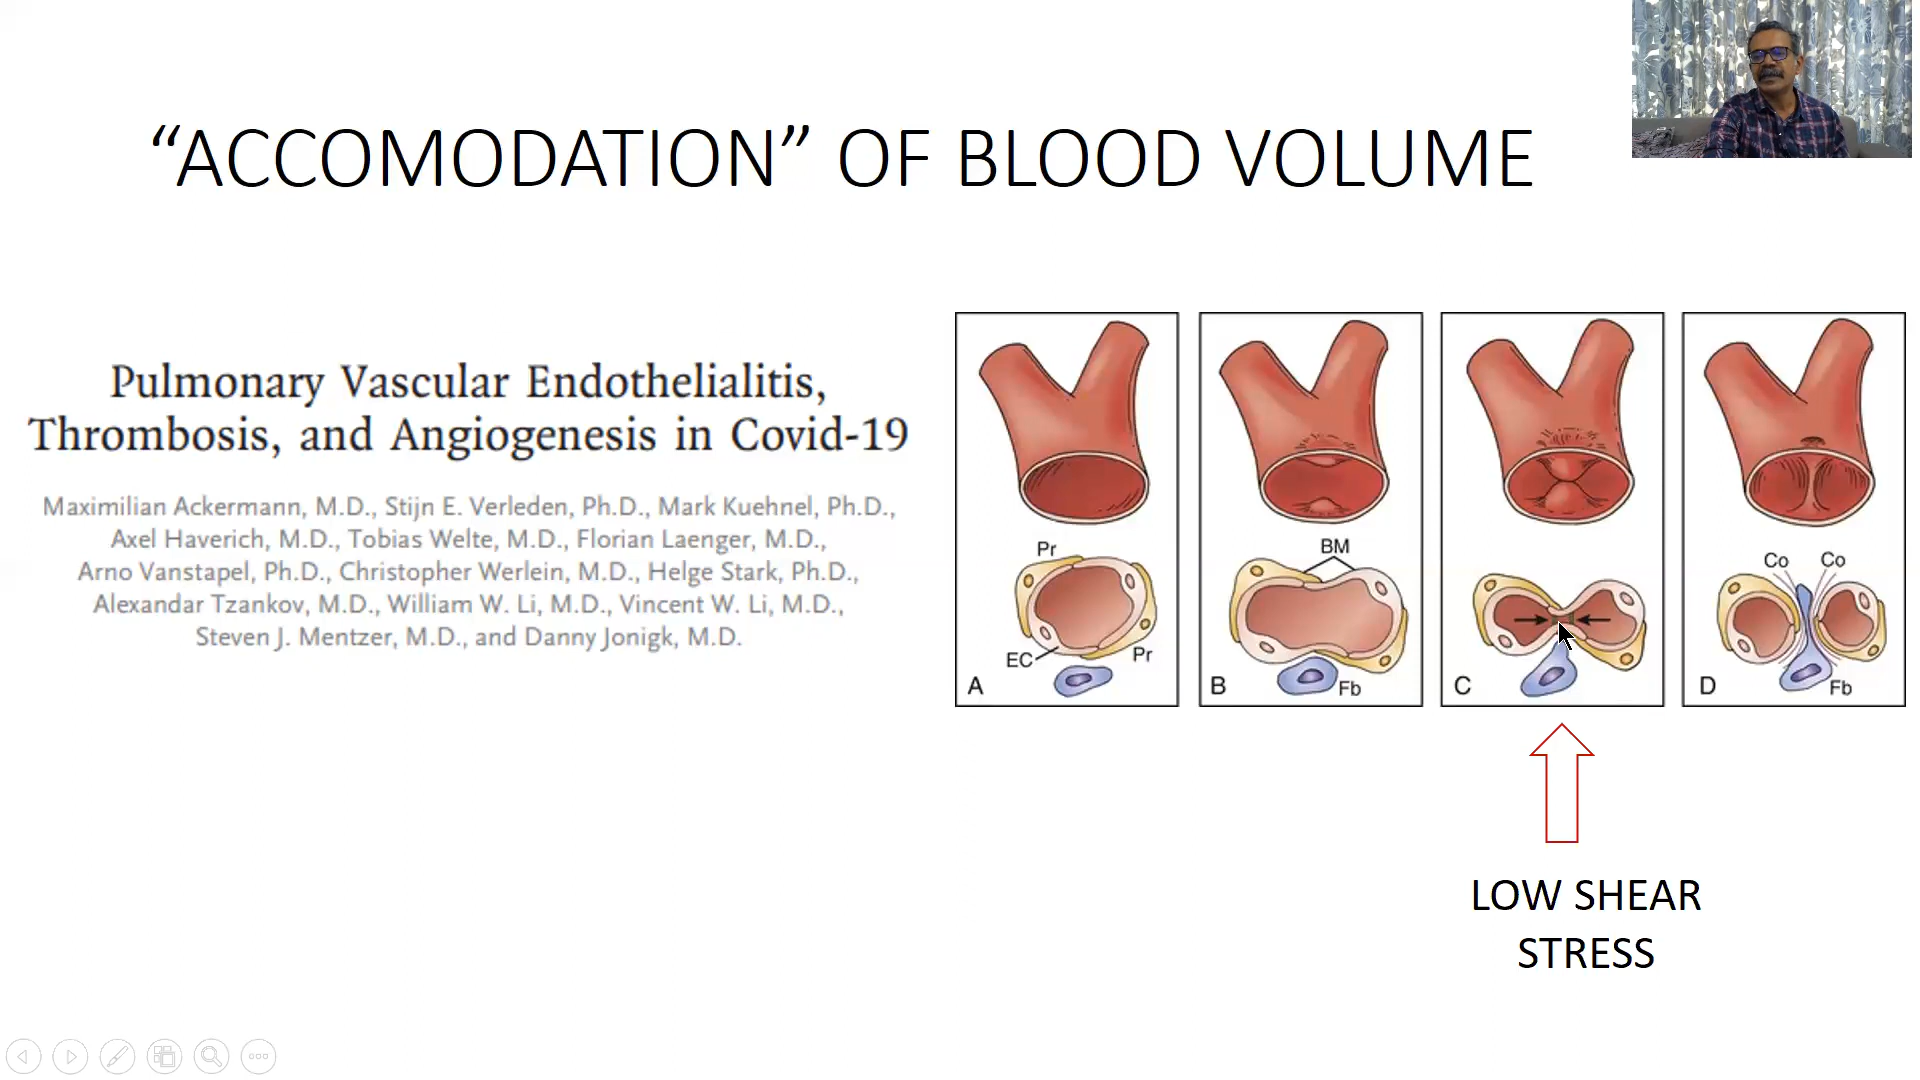 “ACCOMODATION” OF BLOOD VOLUME
Pulmonary Vascular Endothelialitis,
Thrombosis, and Angiogenesis in Covid-19
Maximilian Ackermann, M.D., Stijn E. Verleden, Ph.D., Mark Kuehnel, Ph.D.,
Axel Haverich, M.D., Tobias Welte, M.D., Florian Laenger, M.D.,
Arno Vanstapel, Ph.D., Christopher Werlein, M.D., Helge Stark, Ph.D.,
Alexandar Tzankov, M.D., William W. Li, M.D., Vincent W. Li, M.D.,
Steven J. Mentzer, M.D., and Danny Jonigk, M.D.
Pr
EC
Pr
A
BM
B
Fb
C
Co Co
D
Fb
LOW SHEAR
STRESS